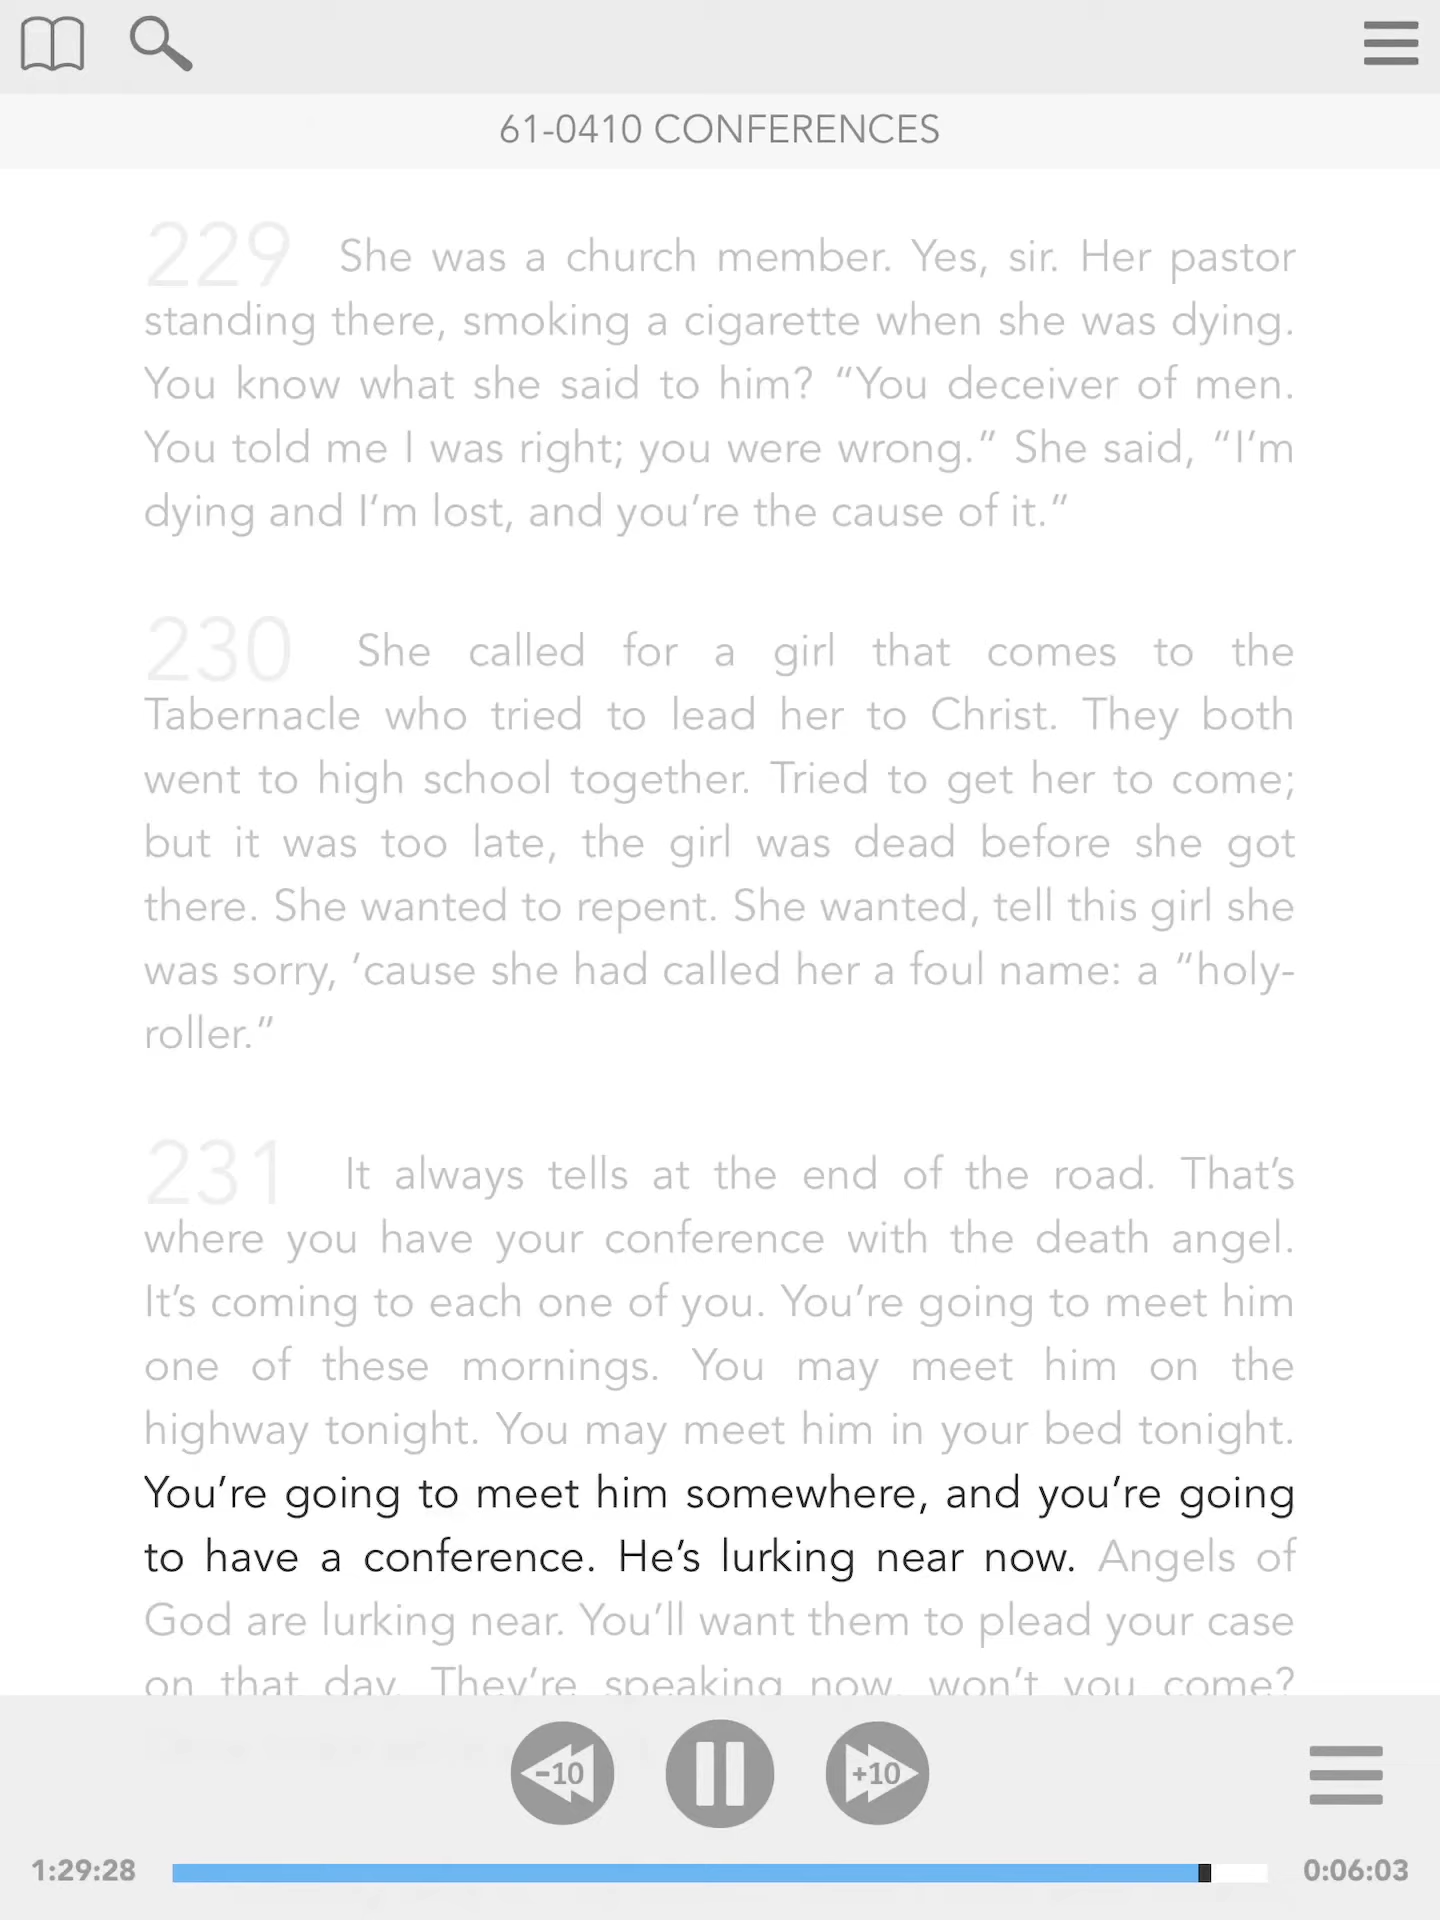 61-0410 CONFERENCES
229 She was a church member. Yes, sir. Her pastor
standing there, smoking a cigarette when she was dying.
You know what she said to him? “You deceiver of men.
You told me I was right; you were wrong.” She said, “I’m
dying and I’m lost, and you’re the cause of it.”
230 She called for a girl that comes to the
Tabernacle who tried to lead her to Christ. They both
went to high school together. Tried to get her to come;
but it was too late, the girl was dead before she got
there. She wanted to repent. She wanted, tell this girl she
was sorry, ’cause she had called her a foul name: a “holy-
roller.”
231 It always tells at the end of the road. That’s
where you have your conference with the death angel.
It’s coming to each one of you. You’re going to meet him
one of these mornings. You may meet him on the
highway tonight. You may meet him in your bed tonight.
You’re going to meet him somewhere, and you’re going
to have a conference. He’s lurking near now. Angels of
God are lurking near. You’ll want them to plead your case
on that day. They’re speaking now, won’t you come?
-10 +10
1:29:28 0:06:03